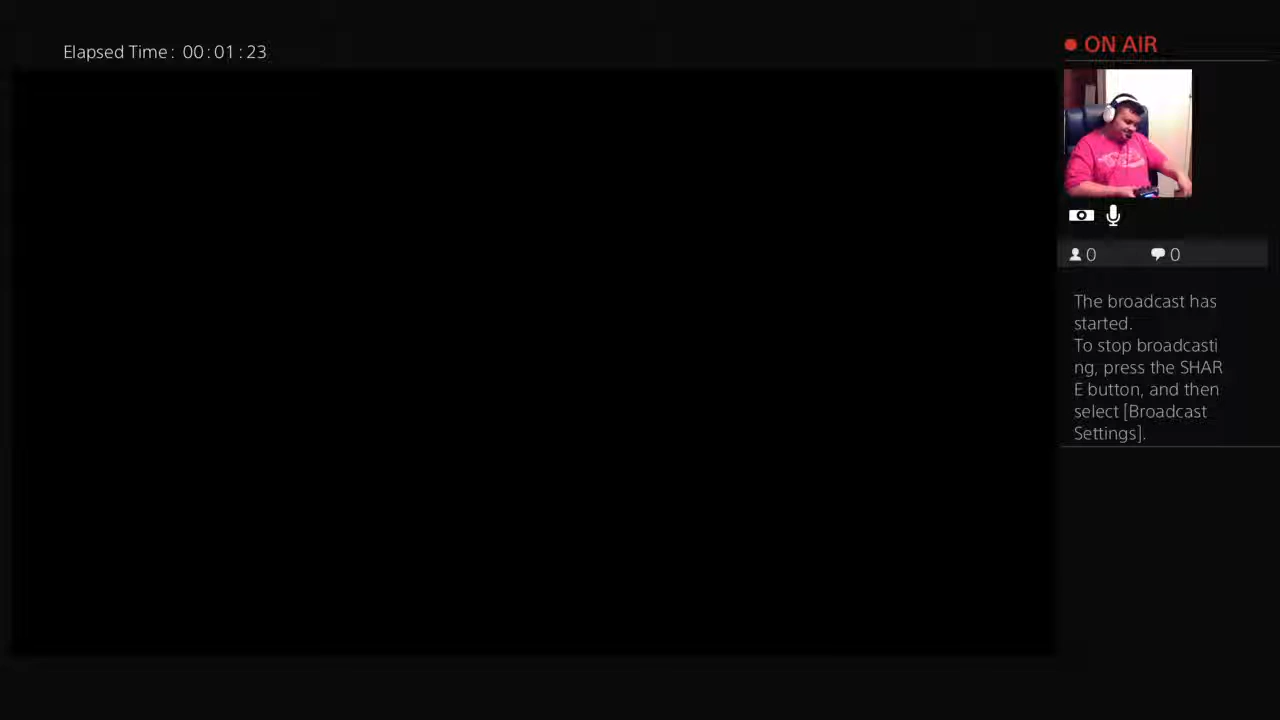 Elapsed Time: 00:01:23
ON AIR
0 0
The broadcast has
started.
To stop broadcasti
ng, press the SHAR
E button, and then
select [Broadcast
Settings].